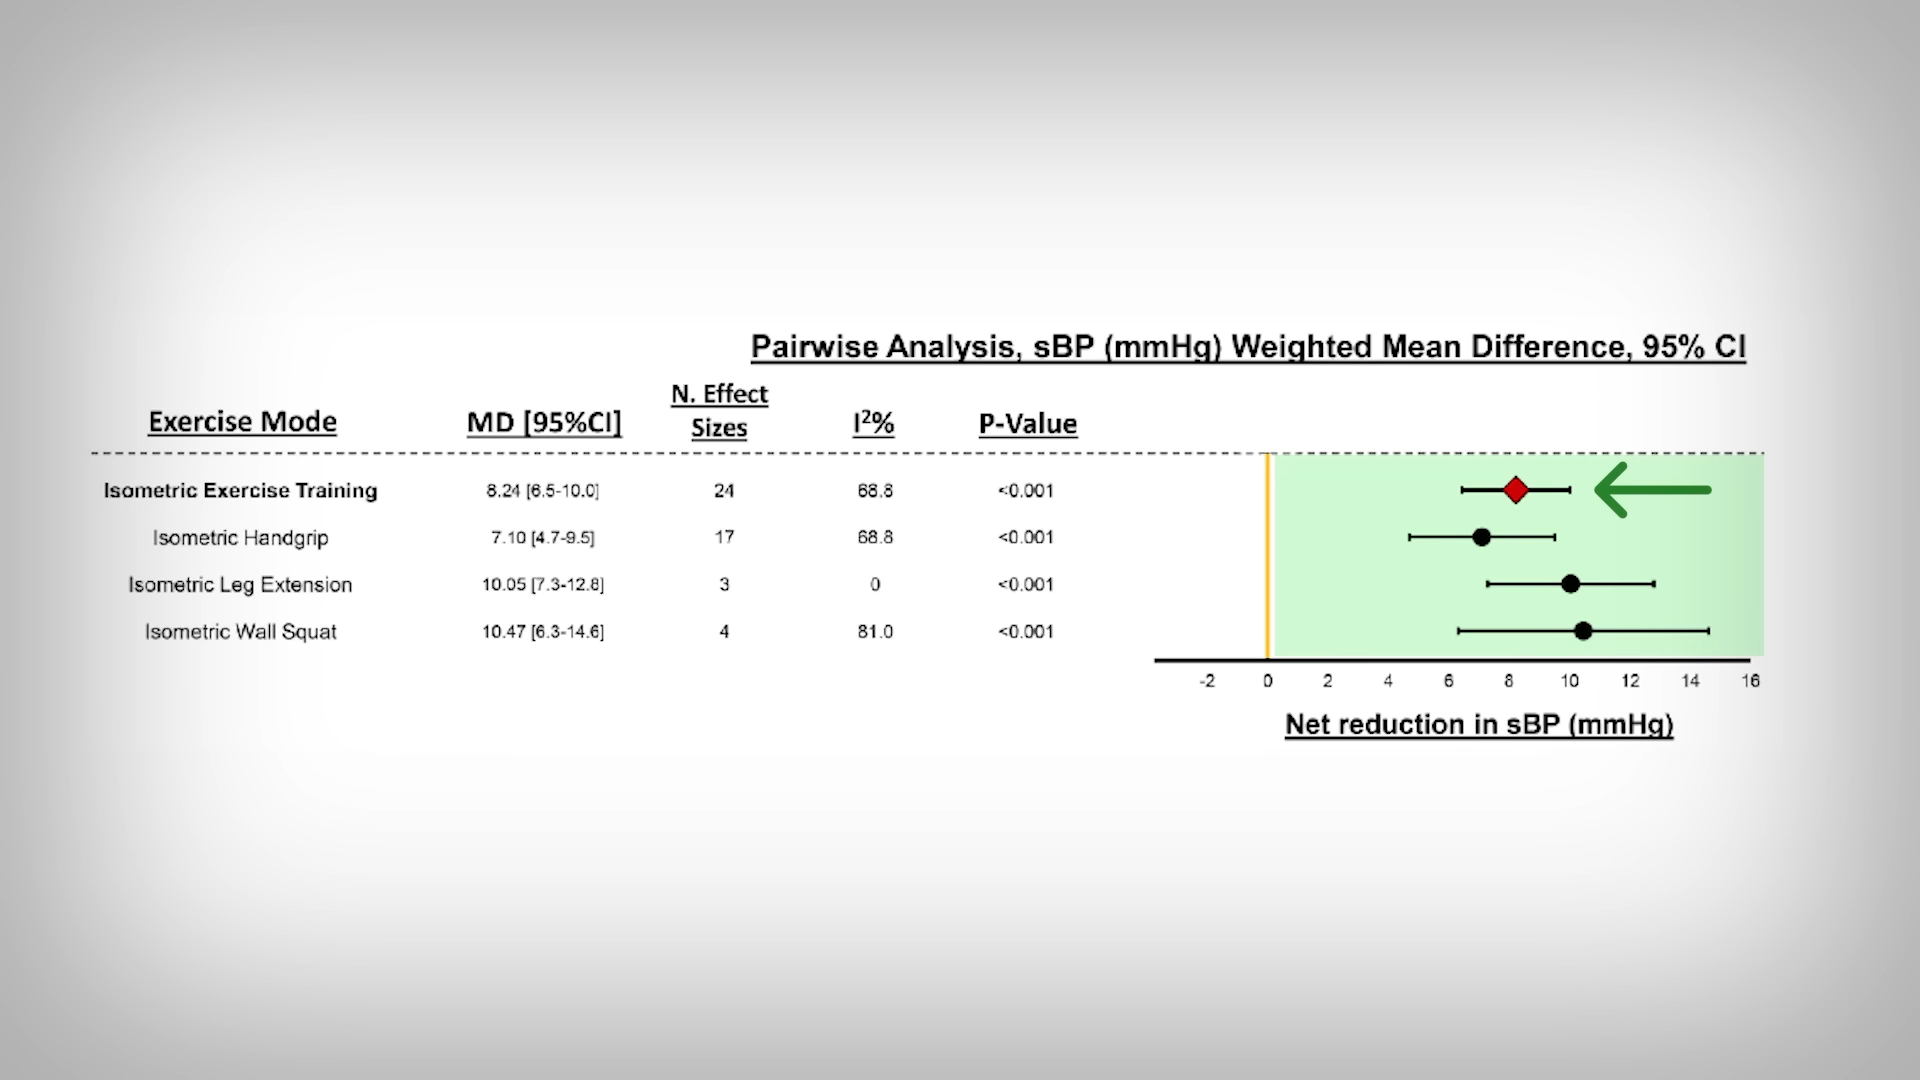 Pairwise Analysis, sBP (mmHg) Weighted Mean Difference, 95% CI
Exercise Mode MD [95%CI] N. Effect Sizes I²% P-Value
Isometric Exercise Training 8.24 [6.5-10.0] 24 68.8 <0.001
Isometric Handgrip 7.10 [4.7-9.5] 17 68.8 <0.001
Isometric Leg Extension 10.05 [7.3-12.8] 3 0 <0.001
Isometric Wall Squat 10.47 [6.3-14.6] 4 81.0 <0.001
-2 0 2 4 6 8 10 12 14 16
Net reduction in sBP (mmHg)